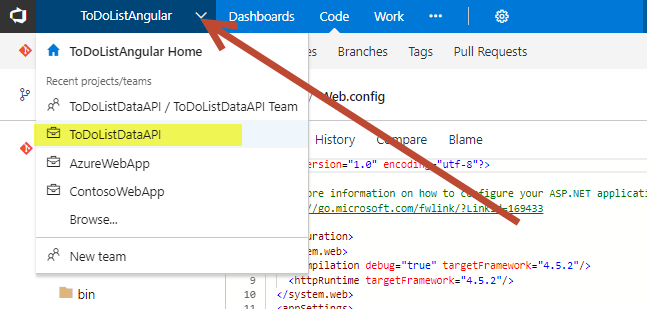 ToDoListAngular Dashboards Code Work ...
ToDoListAngular Home
es Branches Tags Pull Requests
Recent projects/teams
ToDoListDataAPI / ToDoListDataAPI Team
/ Web.config
ToDoListDataAPI
History Compare Blame
AzureWebApp
ersion="1.0" encoding="utf-8"?>
ContosoWebApp
ore information on how to configure your ASP.NET applicatio
//go.microsoft.com/fwlink/?LinkId=169433
Browse...
uration>
New team
tem.web>
mpilation debug="true" targetFramework="4.5.2"/>
9 <httpRuntime targetFramework="4.5.2"/>
bin
10 </system.web>
11 <appSettings>